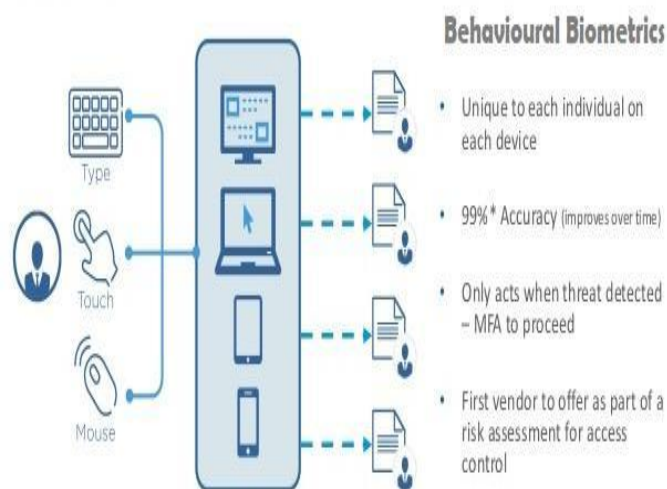 Behavioural Biometrics
Type
Touch
Mouse
• Unique to each individual on
each device
• 99%* Accuracy (improves over time)
• Only acts when threat detected
– MFA to proceed
• First vendor to offer as part of a
risk assessment for access
control